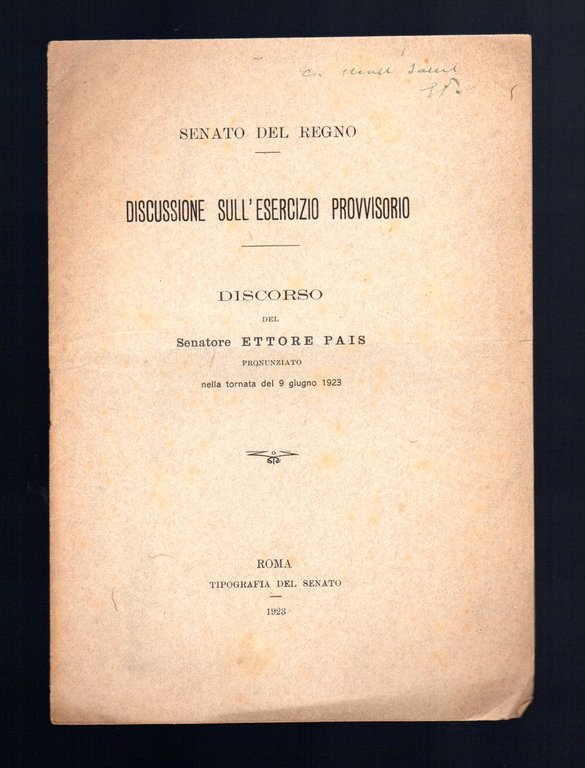 SENATO DEL REGNO
DISCUSSIONE SULL'ESERCIZIO PROVVISORIO
DISCORSO
DEL
Senatore ETTORE PAIS
PRONUNZIATO
nella tornata del 9 giugno 1923
ROMA
TIPOGRAFIA DEL SENATO
1923